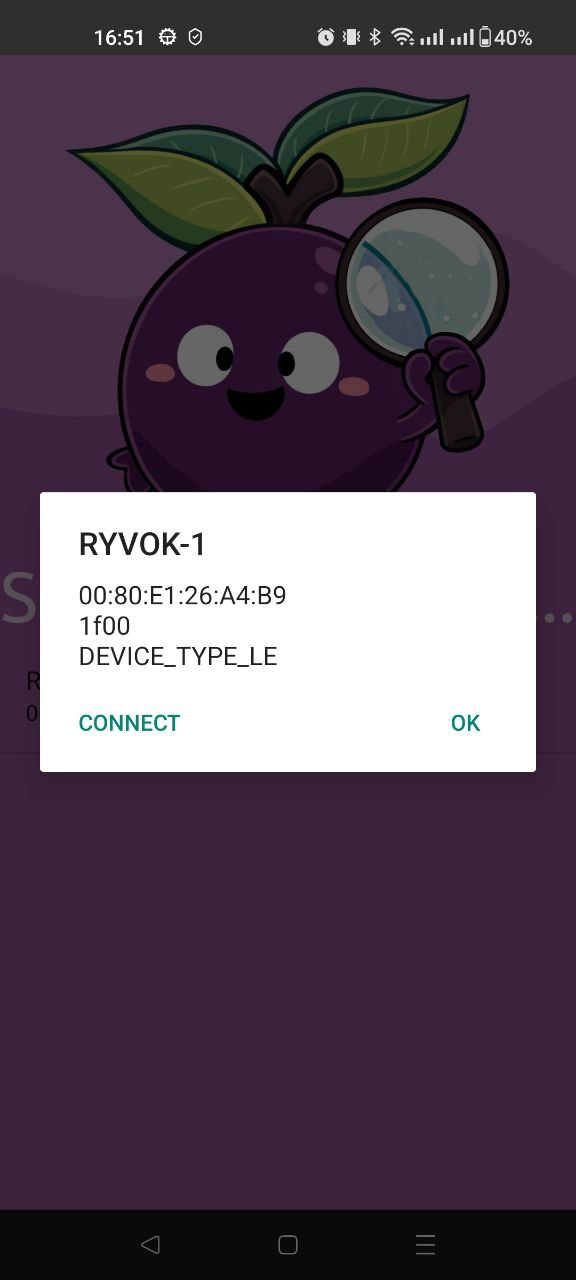 16:51
40%
RYVOK-1
00:80:E1:26:A4:B9
1f00
DEVICE_TYPE_LE
CONNECT
OK